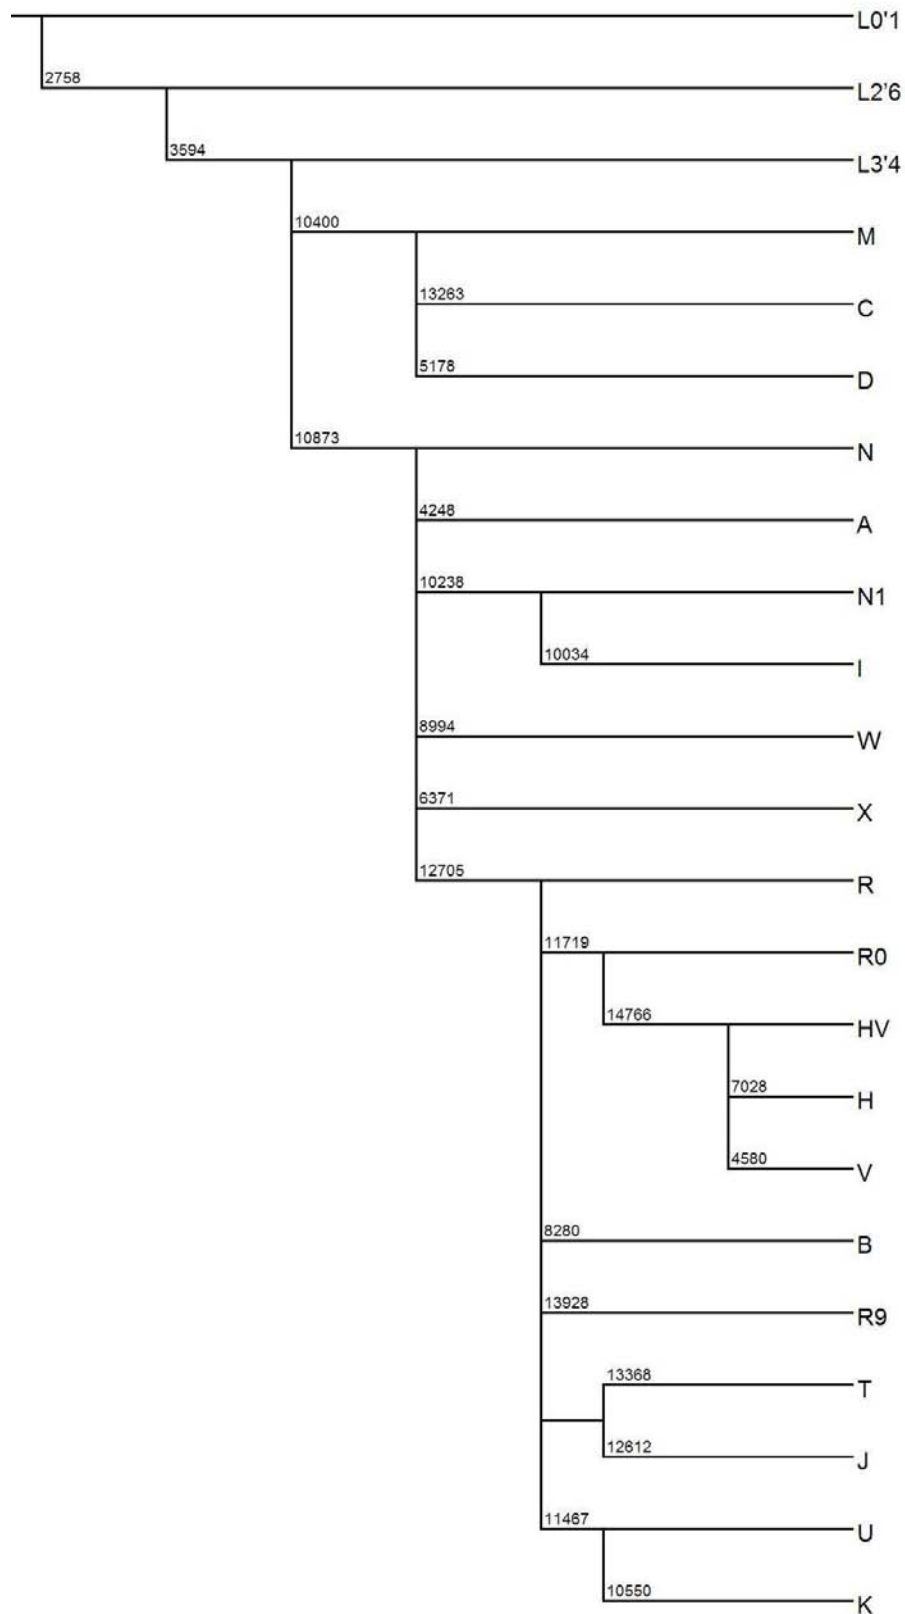 L0'1
2758
L2'6
3594
L3'4
10400
M
13263
C
5178
D
10873
N
4248
A
10238
N1
10034
I
8994
W
6371
X
12705
R
11719
R0
14766
HV
7028
H
4580
V
8280
B
13928
R9
13368
T
12612
J
11467
U
10550
K